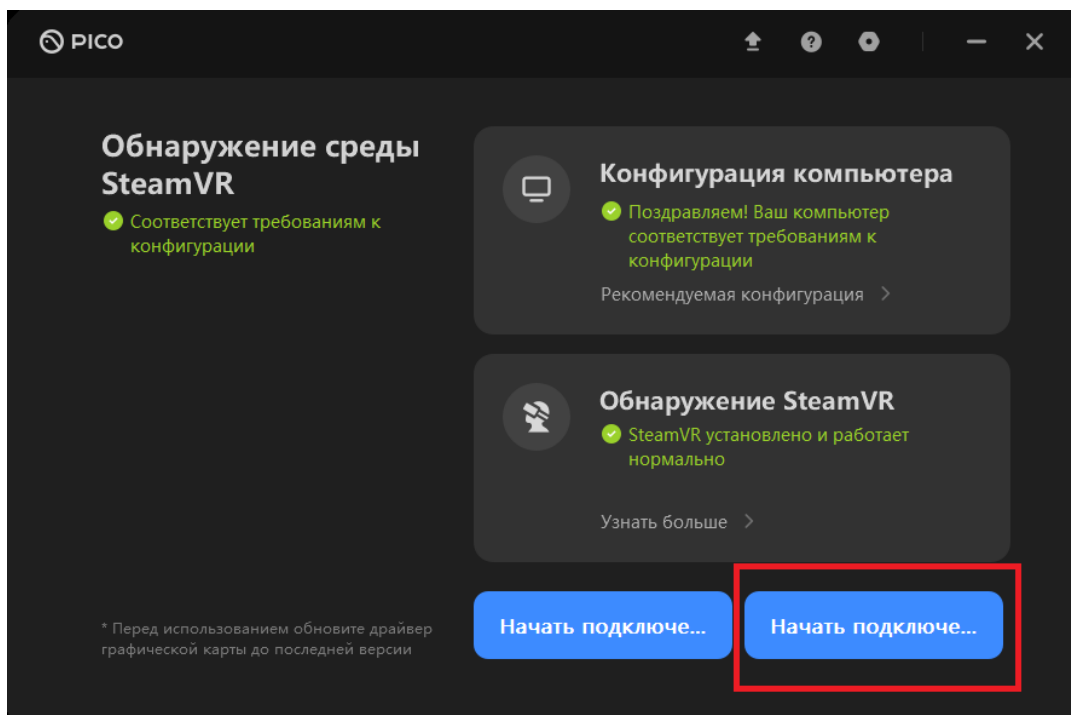 PICO
Обнаружение среды
SteamVR
Соответствует требованиям к
конфигурации
Конфигурация компьютера
Поздравляем! Ваш компьютер
соответствует требованиям к
конфигурации
Рекомендуемая конфигурация
Обнаружение SteamVR
SteamVR установлено и работает
нормально
Узнать больше
* Перед использованием обновите драйвер
графической карты до последней версии
Начать подключе...
Начать подключе...